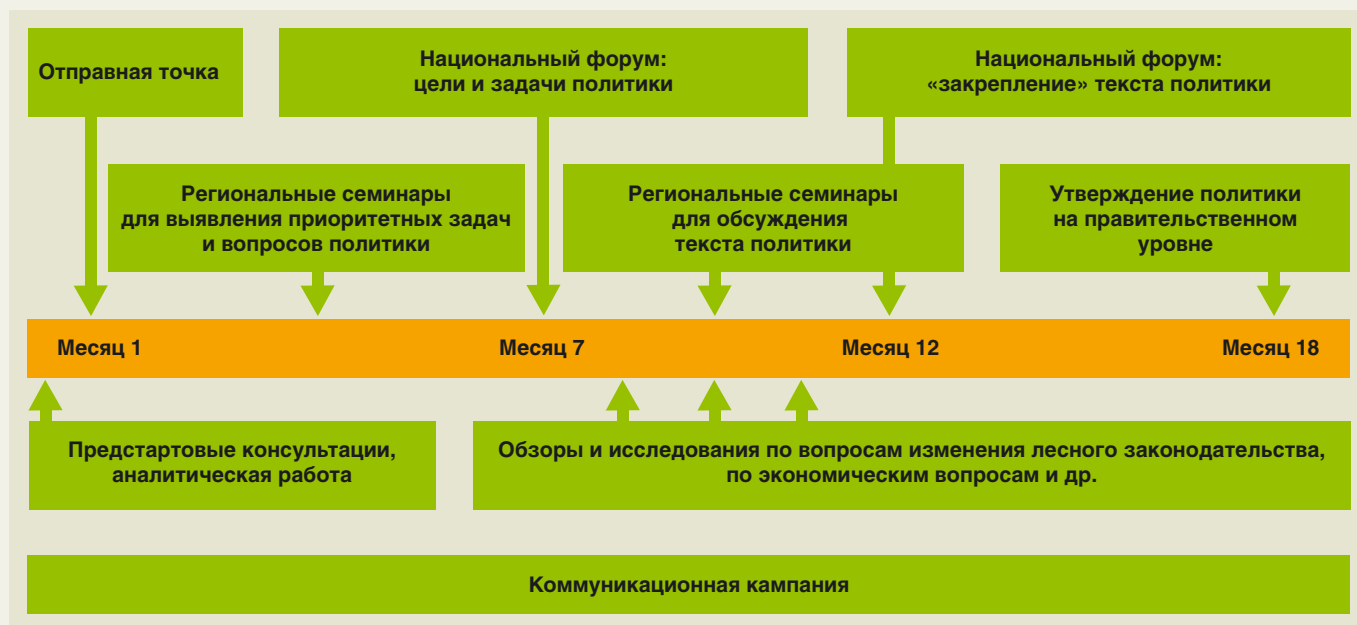 Отправная точка
Национальный форум:
цели и задачи политики
Национальный форум:
«закрепление» текста политики
Региональные семинары
для выявления приоритетных задач
и вопросов политики
Региональные семинары
для обсуждения
текста политики
Утверждение политики
на правительственном
уровне
Месяц 1
Месяц 7
Месяц 12
Месяц 18
Предстартовые консультации,
аналитическая работа
Обзоры и исследования по вопросам изменения лесного законодательства,
по экономическим вопросам и др.
Коммуникационная кампания